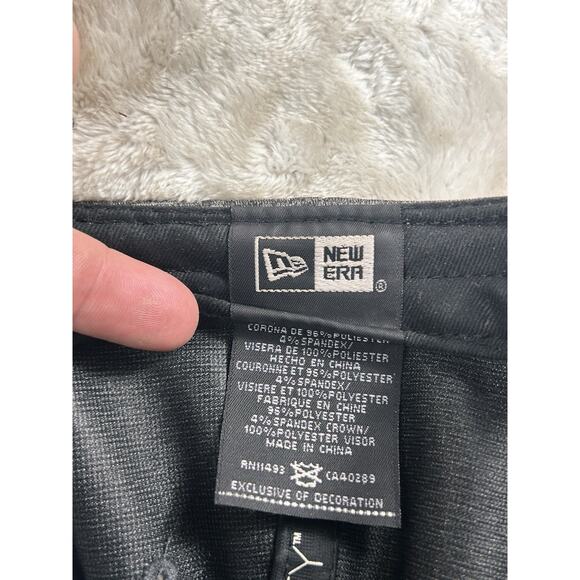 NEW
ERA®
CORONA DE 96%POLIESTER
4%SPANDEX/
VISERA DE 100%POLIESTER
HECHO EN CHINA
COURONNE ET 96%POLYESTER
4%SPANDEX/
VISIERE ET 100%POLYESTER
FABRIQUE EN CHINE
96%POLYESTER
4%SPANDEX CROWN/
100%POLYESTER VISOR
MADE IN CHINA
RN11493 CA40289
EXCLUSIVE OF DECORATION
Y™